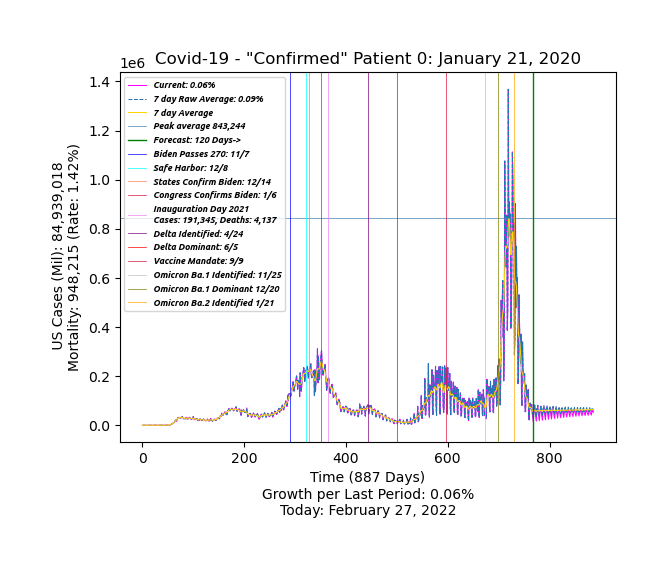 Covid-19 - "Confirmed" Patient 0: January 21, 2020
1e6
1.4
1.2
1.0
0.8
0.6
0.4
0.2
0.0
US Cases (Mil): 84,939,018
Mortality: 948,215 (Rate: 1.42%)
Current: 0.06%
7 day Raw Average: 0.09%
7 day Average
Peak average 843,244
Forecast: 120 Days->
Biden Passes 270: 11/7
Safe Harbor: 12/8
States Confirm Biden: 12/14
Congress Confirms Biden: 1/6
Inauguration Day 2021
Cases: 191,345, Deaths: 4,137
Delta Identified: 4/24
Delta Dominant: 6/5
Vaccine Mandate: 9/9
Omicron Ba.1 Identified: 11/25
Omicron Ba.1 Dominant 12/20
Omicron Ba.2 Identified 1/21
0 200 400 600 800
Time (887 Days)
Growth per Last Period: 0.06%
Today: February 27, 2022